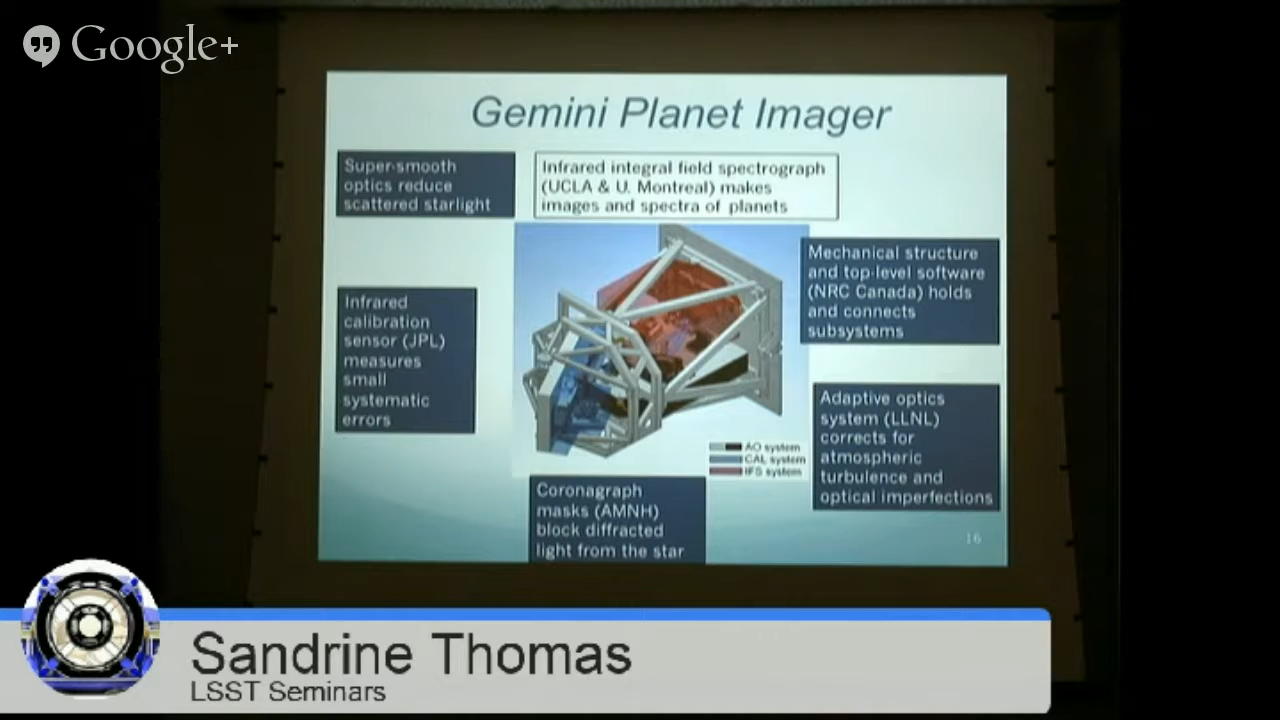 Google+
Gemini Planet Imager
Super-smooth
optics reduce
scattered starlight
Infrared integral field spectrograph
(UCLA & U. Montreal) makes
images and spectra of planets
Mechanical structure
and top-level software
(NRC Canada) holds
and connects
subsystems
Infrared
calibration
sensor (JPL)
measures
small
systematic
errors
Adaptive optics
system (LLNL)
corrects for
atmospheric
turbulence and
optical imperfections
AO system
CAL system
IFS system
Coronagraph
masks (AMNH)
block diffracted
light from the star
16
Sandrine Thomas
LSST Seminars